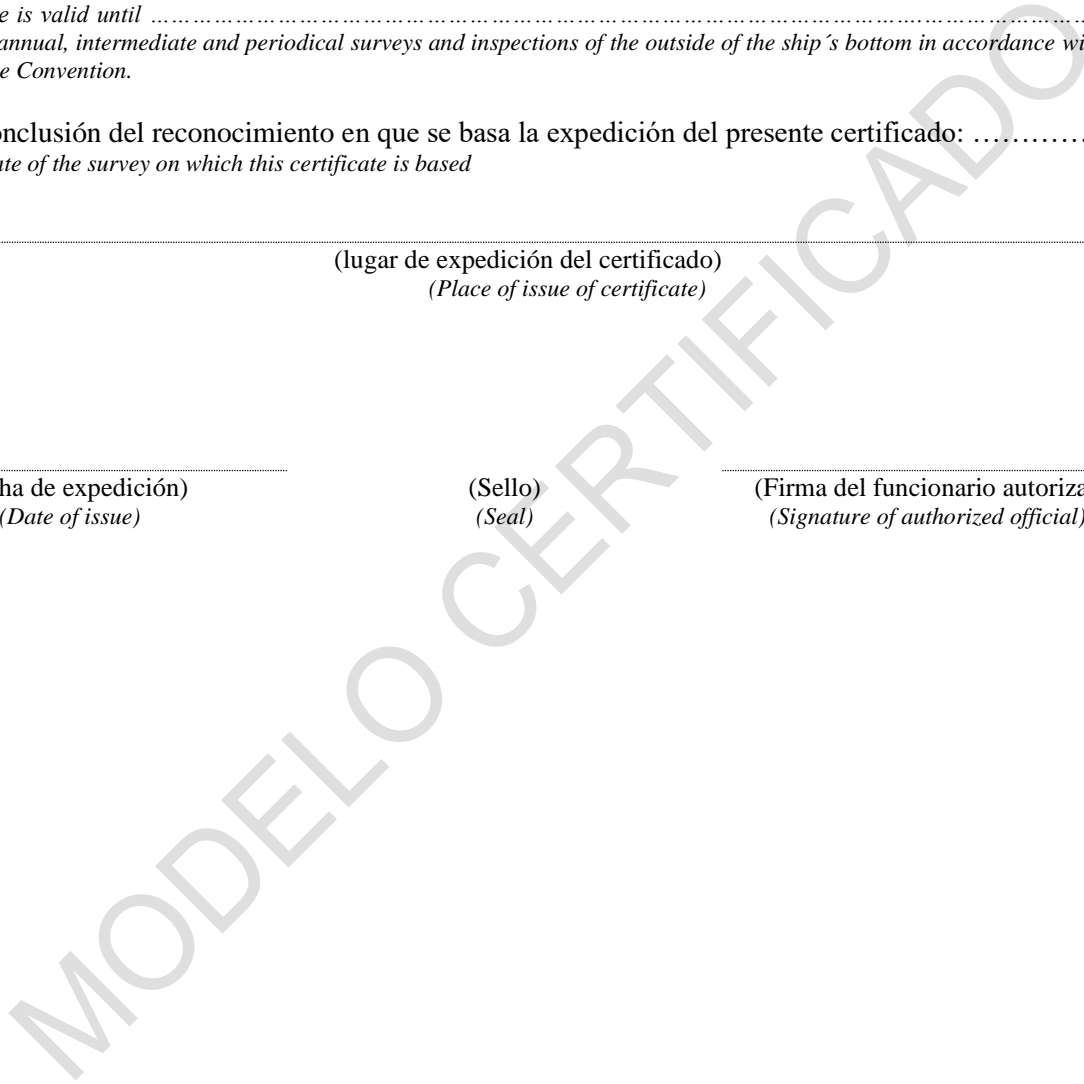 e is valid until ……………………………………………………………………………………………………………
annual, intermediate and periodical surveys and inspections of the outside of the ship´s bottom in accordance wi
e Convention.
onclusión del reconocimiento en que se basa la expedición del presente certificado: …………
ate of the survey on which this certificate is based
(lugar de expedición del certificado)
(Place of issue of certificate)
ha de expedición) (Sello) (Firma del funcionario autoriza
(Date of issue) (Seal) (Signature of authorized official)
MODELO CERTIFICADO